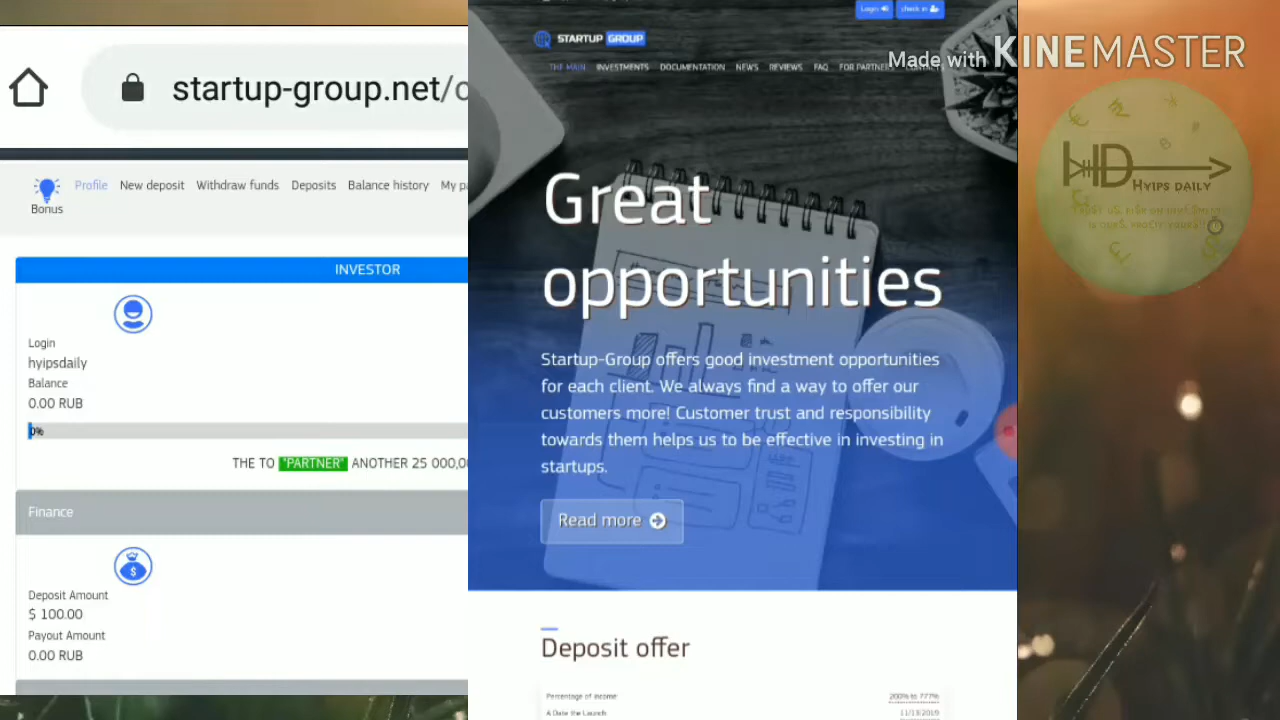 startup-group.net/
Bonus
Profile New deposit Withdraw funds Deposits Balance history
INVESTOR
Login
hyipsdaily
Balance
0.00 RUB
0%
THE TO "PARTNER" ANOTHER 25 000,0
Finance
Deposit Amount
$ 100.00
Payout Amount
0.00 RUB
Login check in
STARTUP GROUP
THE MAIN INVESTMENTS DOCUMENTATION NEWS REVIEWS FAQ FOR PARTNERS
Great
opportunities
Startup-Group offers good investment opportunities
for each client. We always find a way to offer our
customers more! Customer trust and responsibility
towards them helps us to be effective in investing in
startups.
Read more
Deposit offer
Percentage of income 200% to 777%
A Date the Launch 11/13/2019
Made with KINEMASTER
HD
HYIPS DAILY